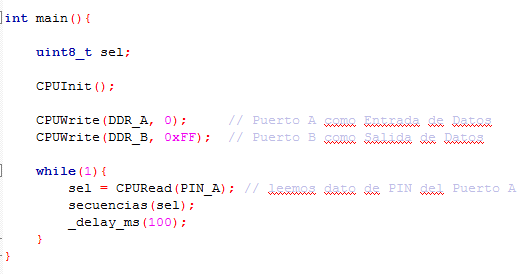 int main(){
uint8_t sel;
CPUInit();
CPUWrite(DDR_A, 0); // Puerto A como Entrada de Datos
CPUWrite(DDR_B, 0xFF); // Puerto B como Salida de Datos
while(1){
sel = CPURead(PIN_A); // leemos dato de PIN del Puerto A
secuencias(sel);
_delay_ms(100);
}
}